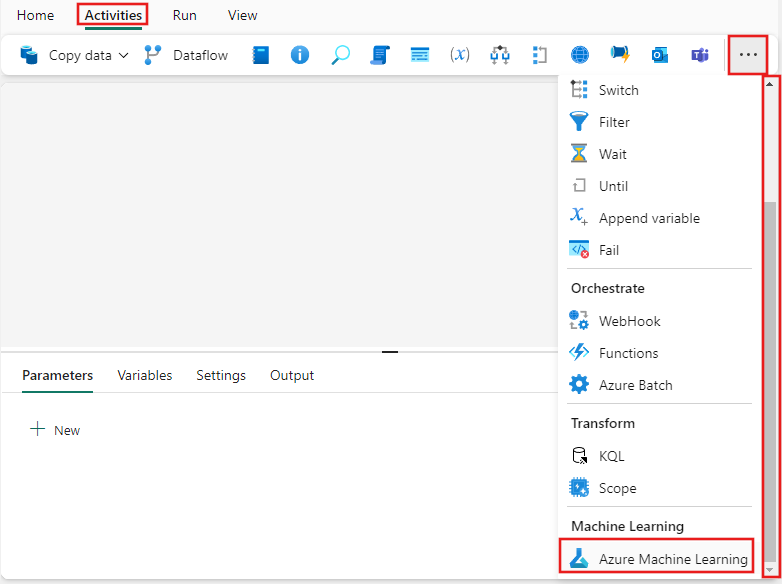 Home Activities Run View
Copy data Dataflow (x) ...
Switch
Filter
Wait
Until
Append variable
Fail
Orchestrate
WebHook
Functions
Azure Batch
Transform
KQL
Scope
Machine Learning
Azure Machine Learning
Parameters Variables Settings Output
+ New